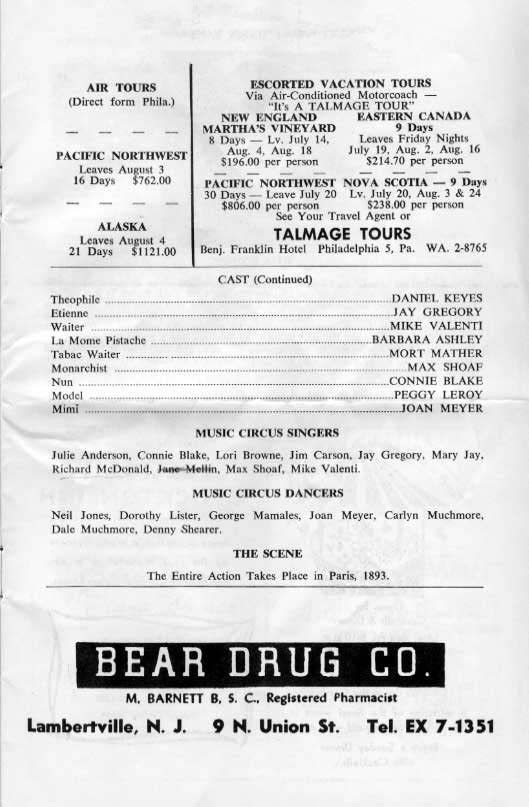 AIR TOURS
(Direct form Phila.)
PACIFIC NORTHWEST
Leaves August 3
16 Days $762.00
ALASKA
Leaves August 4
21 Days $1121.00
ESCORTED VACATION TOURS
Via Air-Conditioned Motorcoach —
"It's A TALMAGE TOUR"
NEW ENGLAND
MARTHA'S VINEYARD
8 Days — Lv. July 14,
Aug. 4, Aug. 18
$196.00 per person
EASTERN CANADA
9 Days
Leaves Friday Nights
July 19, Aug. 2, Aug. 16
$214.70 per person
PACIFIC NORTHWEST
30 Days — Leave July 20
$806.00 per person
NOVA SCOTIA — 9 Days
Lv. July 20, Aug. 3 & 24
$238.00 per person
See Your Travel Agent or
TALMAGE TOURS
Benj. Franklin Hotel Philadelphia 5, Pa. WA. 2-8765
CAST (Continued)
Theophile ... DANIEL KEYES
Etienne ... JAY GREGORY
Waiter ... MIKE VALENTI
La Mome Pistache ... BARBARA ASHLEY
Tabac Waiter ... MORT MATHER
Monarchist ... MAX SHOAF
Nun ... CONNIE BLAKE
Model ... PEGGY LEROY
Mimi ... JOAN MEYER
MUSIC CIRCUS SINGERS
Julie Anderson, Connie Blake, Lori Browne, Jim Carson, Jay Gregory, Mary Jay,
Richard McDonald, Jane Mellin, Max Shoaf, Mike Valenti.
MUSIC CIRCUS DANCERS
Neil Jones, Dorothy Lister, George Mamales, Joan Meyer, Carlyn Muchmore,
Dale Muchmore, Denny Shearer.
THE SCENE
The Entire Action Takes Place in Paris, 1893.
BEAR DRUG CO.
M. BARNETT B, S. C., Registered Pharmacist
Lambertville, N. J. 9 N. Union St. Tel. EX 7-1351